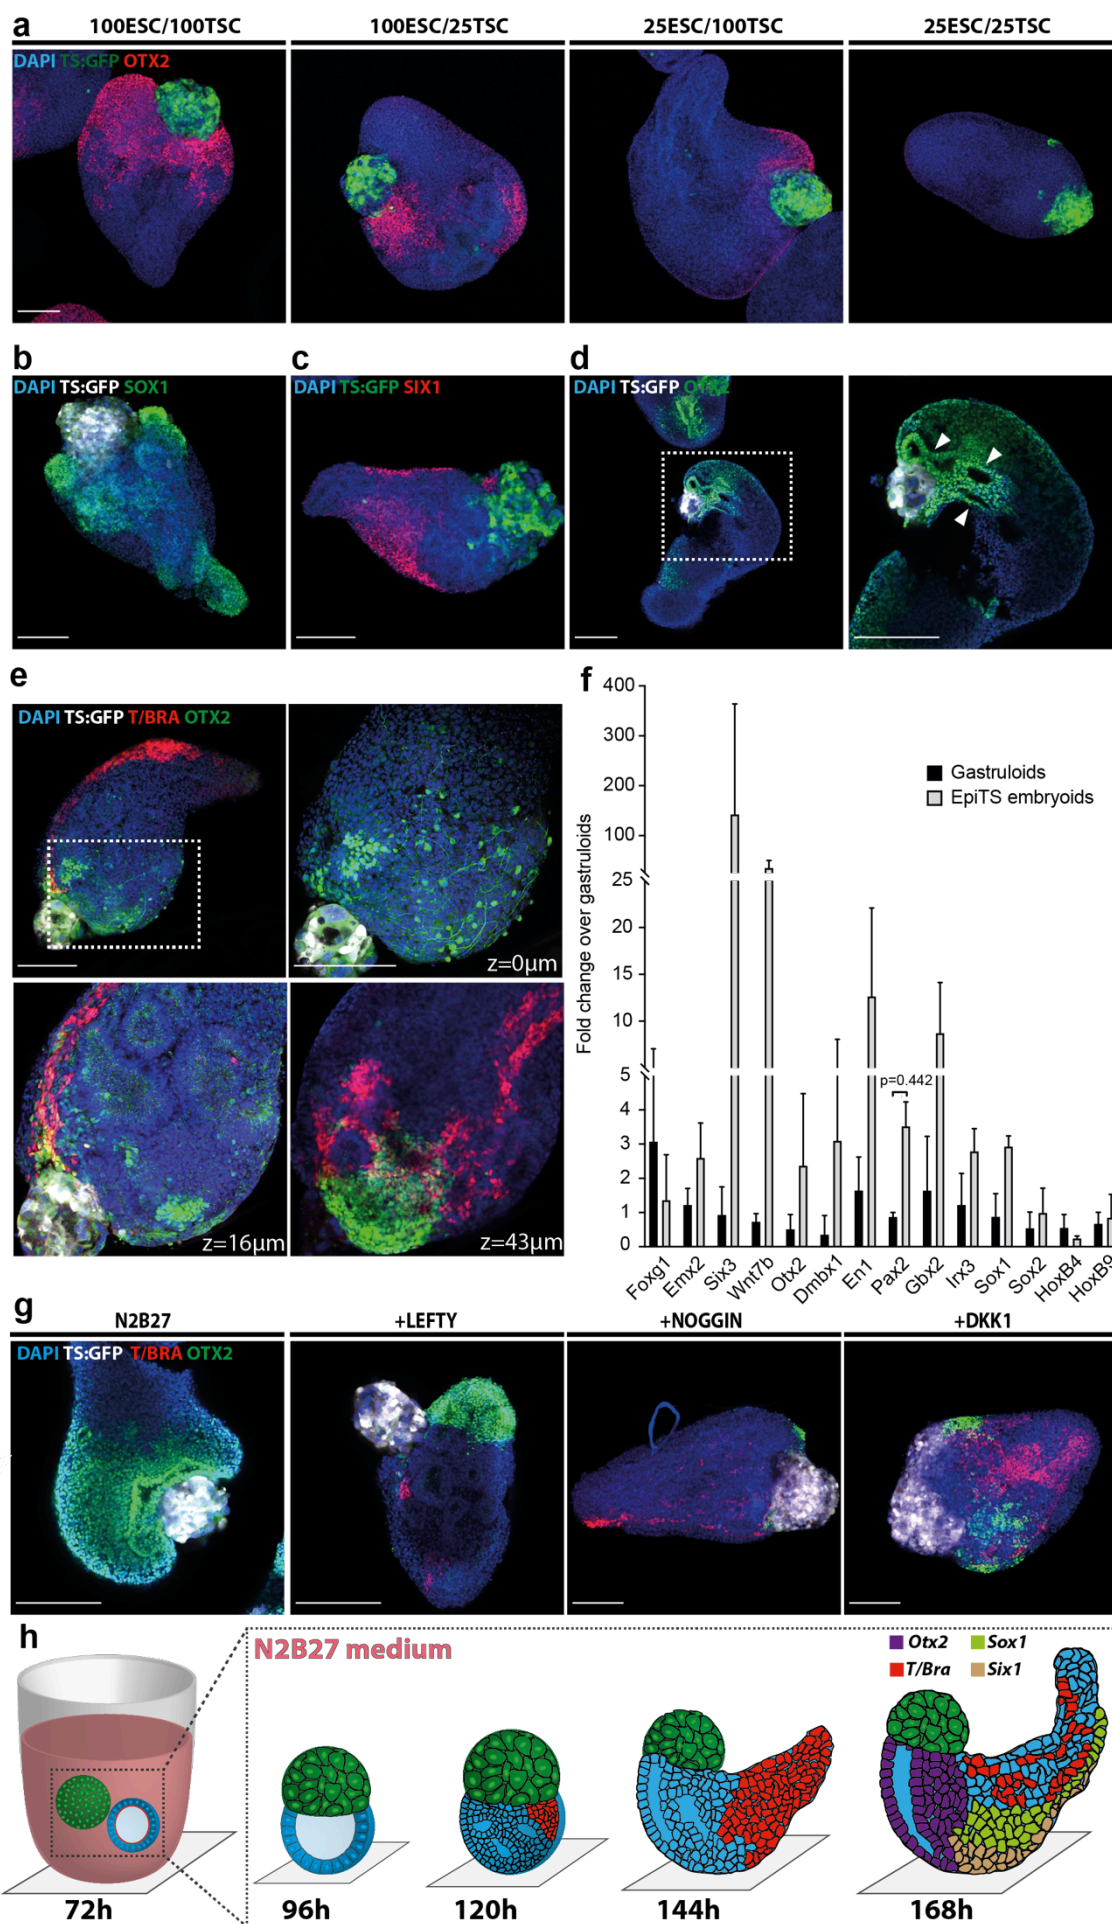 a
100ESC/100TSC 100ESC/25TSC 25ESC/100TSC 25ESC/25TSC
DAPI TS:GFP OTX2
b c d
DAPI TS:GFP SOX1
DAPI TS:GFP SIX1
DAPI TS:GFP OTX2
e
DAPI TS:GFP T/BRA OTX2
z=0μm
z=16μm
z=43μm
f
Fold change over gastruloids
400
300
200
100
25
20
15
10
5
4
3
2
1
0
Gastruloids
EpiTS embryoids
p=0.442
Foxg1 Emx2 Six3 Wnt7b Otx2 Dmbx1 En1 Pax2 Gbx2 Irx3 Sox1 Sox2 HoxB4 HoxB9
g
N2B27 +LEFTY +NOGGIN +DKK1
DAPI TS:GFP T/BRA OTX2
h
N2B27 medium
Otx2 Sox1
T/Bra Six1
72h 96h 120h 144h 168h